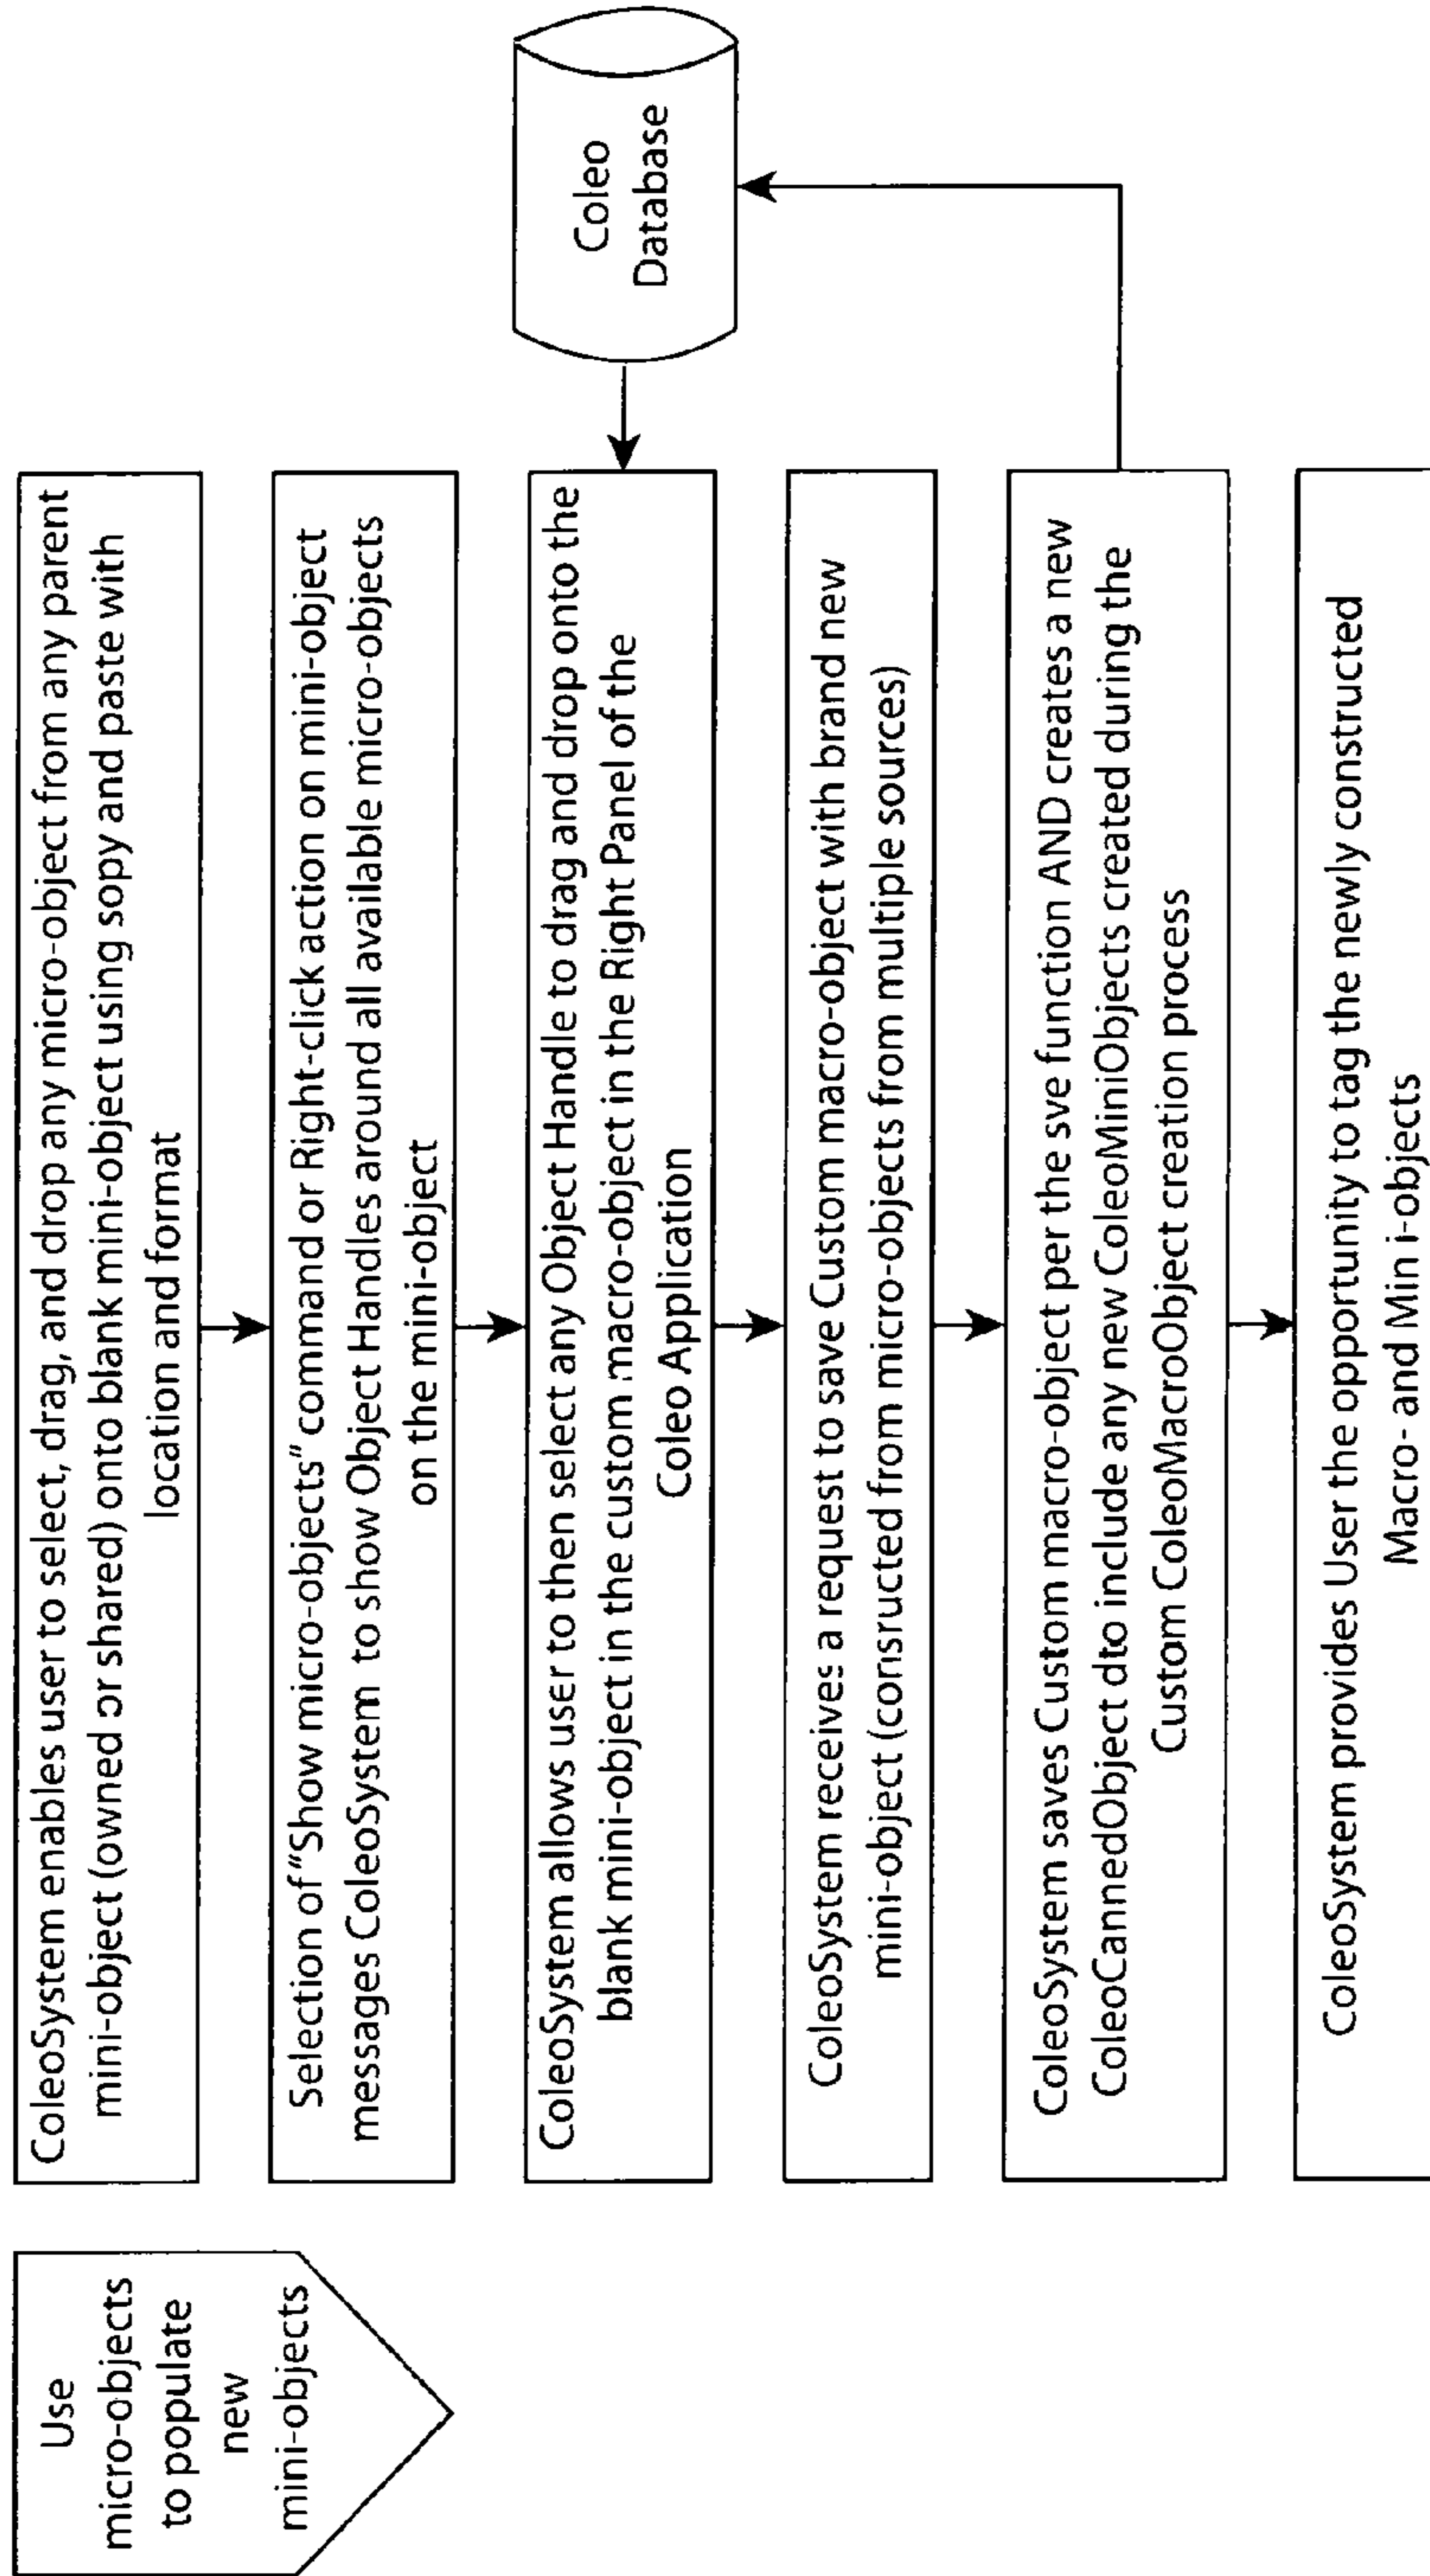 Use
micro-objects
to populate
new
mini-objects
ColeoSystem enables user to select, drag, and drop any micro-object from any parent
mini-object (owned or shared) onto blank mini-object using sopy and paste with
location and format
Selection of "Show micro-objects" command or Right-click action on mini-object
messages ColeoSystem to show Object Handles around all available micro-objects
on the mini-object
ColeoSystem allows user to then select any Object Handle to drag and drop onto the
blank mini-object in the custom macro-object in the Right Panel of the
Coleo Application
Coleo
Database
ColeoSystem receives a request to save Custom macro-object with brand new
mini-object (consructed from micro-objects from multiple sources)
ColeoSystem saves Custom macro-object per the sve function AND creates a new
ColeoCannedObject dto include any new ColeoMiniObjects created during the
Custom ColeoMacroObject creation process
ColeoSystem provides User the opportunity to tag the newly constructed
Macro- and Min i-objects